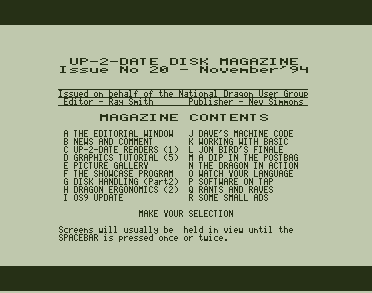 UP-2-DATE DISK MAGAZINE
Issue No 20 - November'94
Issued on behalf of the National Dragon User Group
Editor - Ray Smith Publisher - Nev Simmons
MAGAZINE CONTENTS
A THE EDITORIAL WINDOW J DAVE'S MACHINE CODE
B NEWS AND COMMENT K WORKING WITH BASIC
C UP-2-DATE READERS (1) L JON BIRD'S FINALE
D GRAPHICS TUTORIAL (5) M A DIP IN THE POSTBAG
E PICTURE GALLERY N THE DRAGON IN ACTION
F THE SHOWCASE PROGRAM O WATCH YOUR LANGUAGE
G DISK HANDLING (Part2) P SOFTWARE ON TAP
H DRAGON ERGONOMICS (2) Q RANTS AND RAVES
I OS9 UPDATE R SOME SMALL ADS
MAKE YOUR SELECTION
Screens will usually be held in view until the
SPACEBAR is pressed once or twice.